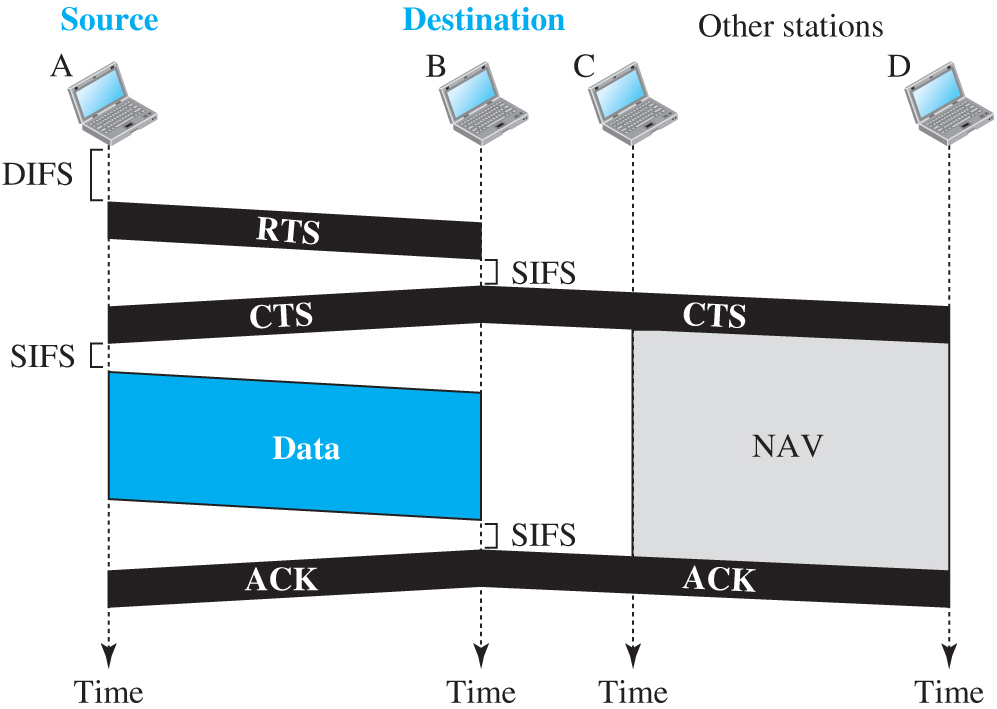 Source
Destination
Other stations
A
B
C
D
DIFS
RTS
SIFS
CTS
CTS
SIFS
Data
NAV
SIFS
ACK
ACK
Time
Time
Time
Time